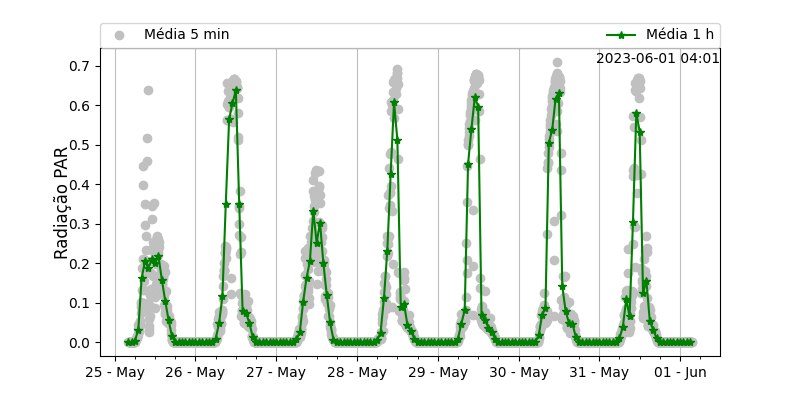 Média 5 min
Média 1 h
2023-06-01 04:01
Radiação PAR
0.7
0.6
0.5
0.4
0.3
0.2
0.1
0.0
25 - May
26 - May
27 - May
28 - May
29 - May
30 - May
31 - May
01 - Jun